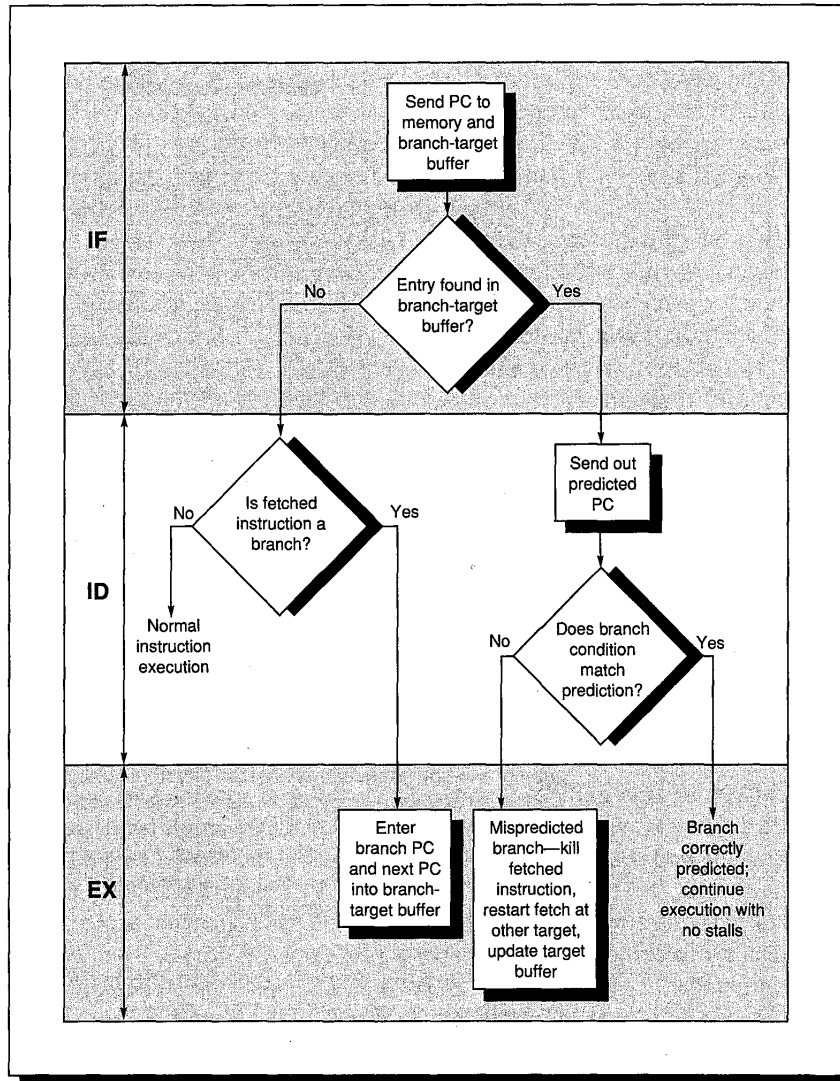 Send PC to
memory and
branch-target
buffer
IF
No
Entry found in
branch-target
buffer?
Yes
Send out
predicted
PC
No
Is fetched
instruction a
branch?
Yes
ID
Normal
instruction
execution
No
Does branch
condition
match
prediction?
Yes
EX
Enter
branch PC
and next PC
into branch-
target buffer
Mispredicted
branch—kill
fetched
instruction,
restart fetch at
other target,
update target
buffer
Branch
correctly
predicted;
continue
execution with
no stalls